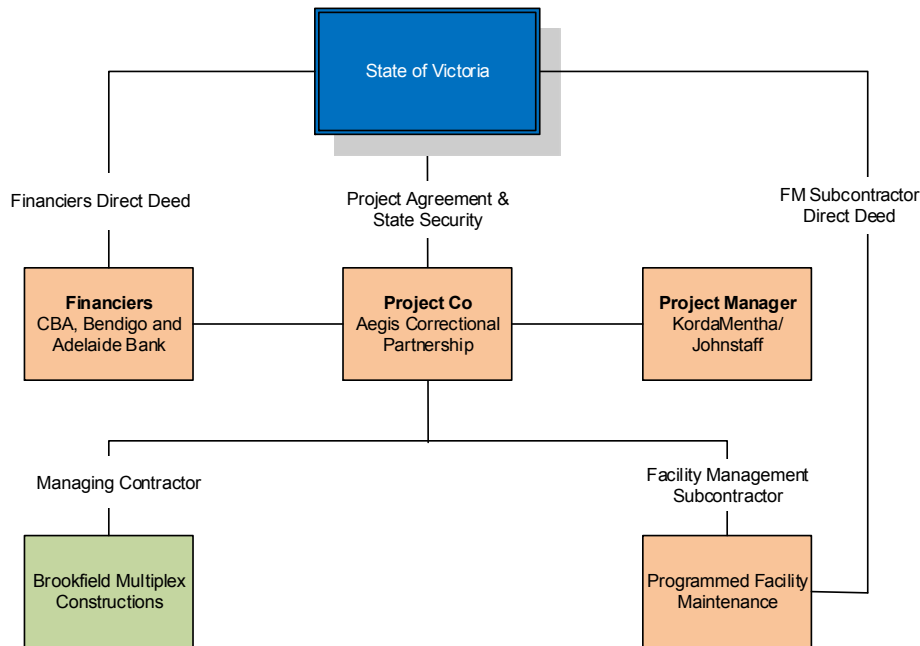 State of Victoria
Financiers Direct Deed
Project Agreement &
State Security
FM Subcontractor
Direct Deed
Financiers
CBA, Bendigo and
Adelaide Bank
Project Co
Aegis Correctional
Partnership
Project Manager
KordaMentha/
Johnstaff
Managing Contractor
Facility Management
Subcontractor
Brookfield Multiplex
Constructions
Programmed Facility
Maintenance